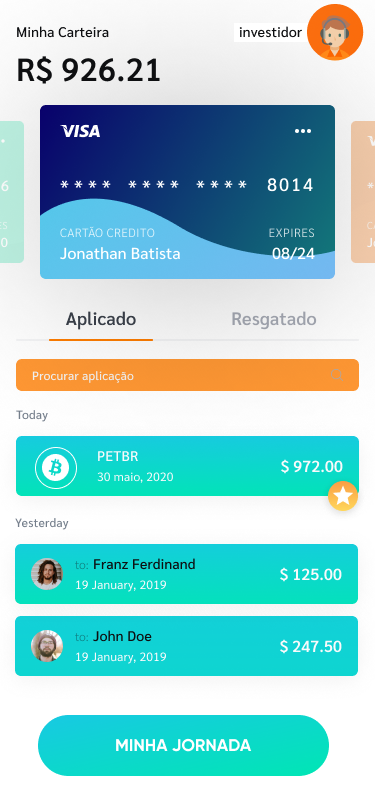 Minha Carteira
investidor
R$ 926.21
VISA
**** **** **** 8014
CARTÃO CREDITO
EXPIRES
Jonathan Batista
08/24
6
0
Aplicado
Resgatado
Procurar aplicação
Today
PETBR
30 maio, 2020
$ 972.00
Yesterday
to: Franz Ferdinand
19 January, 2019
$ 125.00
to: John Doe
19 January, 2019
$ 247.50
MINHA JORNADA